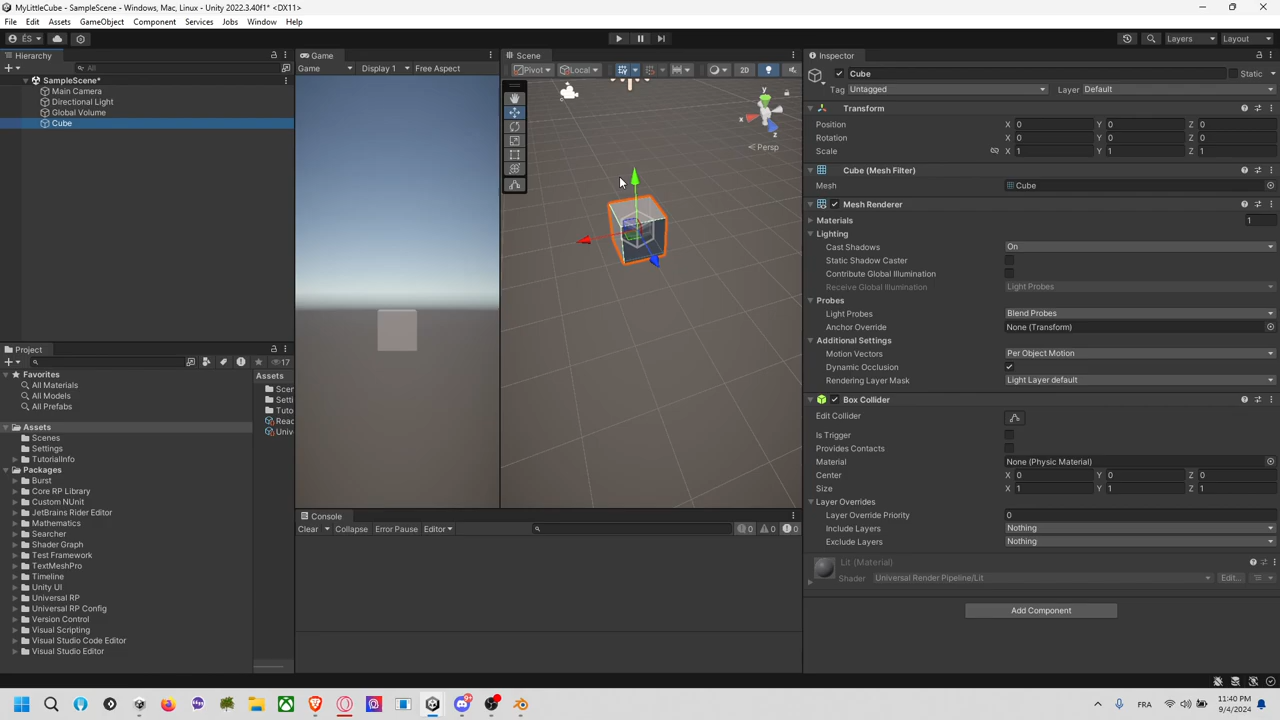 MyLittleCube - SampleScene - Windows, Mac, Linux - Unity 2022.3.40f1* <DX11>
File Edit Assets GameObject Component Services Jobs Window Help
ÉS Layers Layout
Hierarchy
All
SampleScene*
Main Camera
Directional Light
Global Volume
Cube
Game
Game Display 1 Free Aspect
Scene
Pivot Local 2D
y
x
z
Persp
Inspector
Cube Static
Tag Untagged Layer Default
Transform
Position X 0 Y 0 Z 0
Rotation X 0 Y 0 Z 0
Scale X 1 Y 1 Z 1
Cube (Mesh Filter)
Mesh Cube
Mesh Renderer
Materials 1
Lighting
Cast Shadows On
Static Shadow Caster
Contribute Global Illumination
Receive Global Illumination Light Probes
Probes
Light Probes Blend Probes
Anchor Override None (Transform)
Additional Settings
Motion Vectors Per Object Motion
Dynamic Occlusion
Rendering Layer Mask Light Layer default
Box Collider
Edit Collider
Is Trigger
Provides Contacts
Material None (Physic Material)
Center X 0 Y 0 Z 0
Size X 1 Y 1 Z 1
Layer Overrides
Layer Override Priority 0
Include Layers Nothing
Exclude Layers Nothing
Lit (Material)
Shader Universal Render Pipeline/Lit Edit...
Add Component
Project
17
Favorites
All Materials
All Models
All Prefabs
Assets
Scenes
Settings
TutorialInfo
Packages
Burst
Core RP Library
Custom NUnit
JetBrains Rider Editor
Mathematics
Searcher
Shader Graph
Test Framework
TextMeshPro
Timeline
Unity UI
Universal RP
Universal RP Config
Version Control
Visual Scripting
Visual Studio Code Editor
Visual Studio Editor
Assets
Scer
Setti
Tuto
Reac
Univ
Console
Clear Collapse Error Pause Editor 0 0 0
11:40 PM
9/4/2024